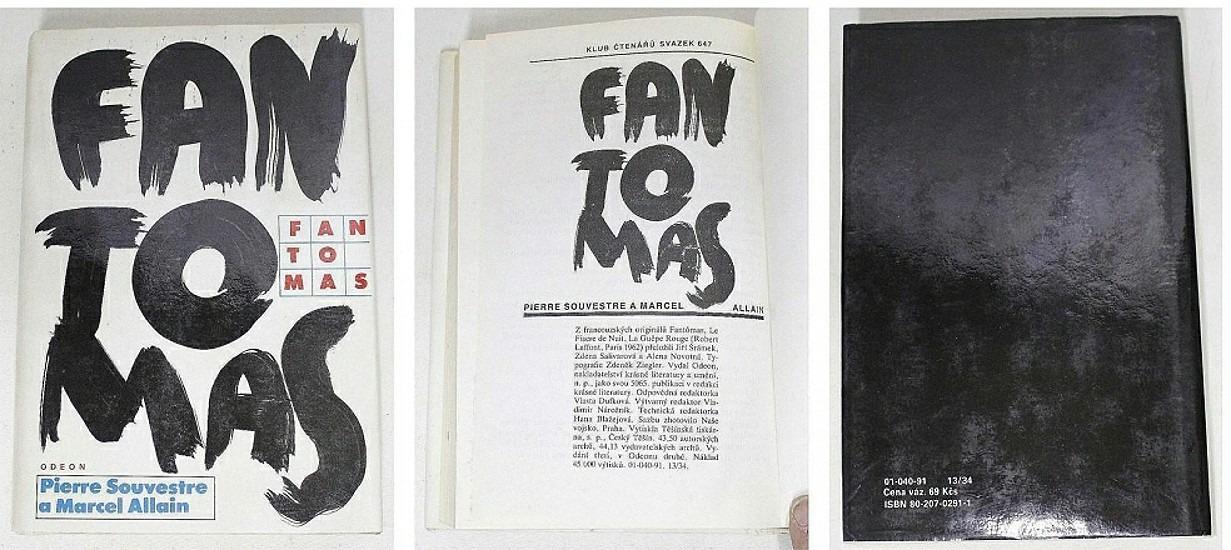 FAN
TO
MAS
FAN
TO
MAS
ODEON
Pierre Souvestre
a Marcel Allain
KLUB ČTENÁŘŮ SVAZEK 647
FAN
TO
MAS
PIERRE SOUVESTRE A MARCEL ALLAIN
Z francouzských originálů Fantômas, Le
Fiacre de Nuit, La Guêpe Rouge (Robert
Laffont, Paris 1962) přeložili Jiří Šrámek,
Zdena Salivarová a Alena Novotná. Ty-
pografie Zdeněk Ziegler. Vydal Odeon,
nakladatelství krásné literatury a umění,
n. p., jako svou 5065. publikaci v redakci
krásné literatury. Odpovědná redaktorka
Vlasta Dufková. Výtvarný redaktor Vla-
dimír Nárožník. Technická redaktorka
Hana Blažejová. Sazbu zhotovilo Naše
vojsko, Praha. Vytiskla Těšínská tiskár-
na, s. p., Český Těšín. 43,50 autorských
archů, 44,13 vydavatelských archů. Vy-
dání třetí, v Odeonu druhé. Náklad
45 000 výtisků. 01-040-91. 13/34.
01-040-91 13/34
Cena váz. 69 Kčs
ISBN 80-207-0291-1